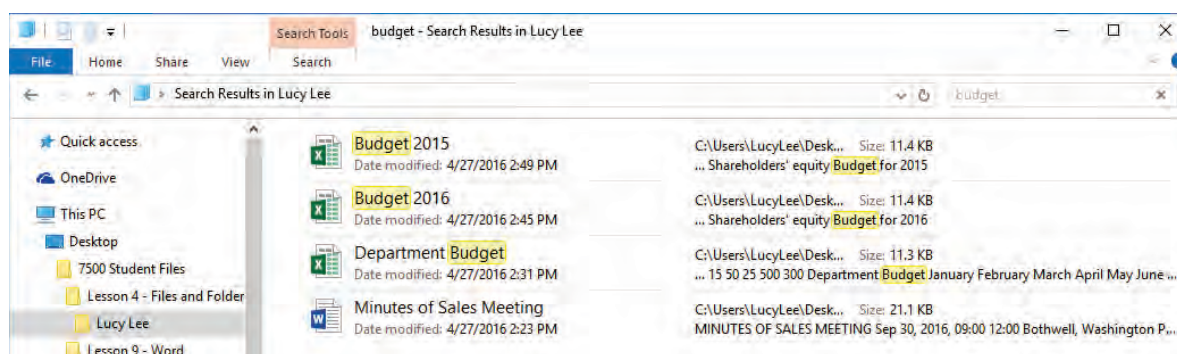 Search Tools budget - Search Results in Lucy Lee
File Home Share View Search
Search Results in Lucy Lee budget
Quick access
OneDrive
This PC
Desktop
7500 Student Files
Lesson 4 - Files and Folder
Lucy Lee
Lesson 9 - Word
Budget 2015 C:\Users\LucyLee\Desk... Size: 11.4 KB
Date modified: 4/27/2016 2:49 PM ... Shareholders' equity Budget for 2015
Budget 2016 C:\Users\LucyLee\Desk... Size: 11.4 KB
Date modified: 4/27/2016 2:45 PM ... Shareholders' equity Budget for 2016
Department Budget C:\Users\LucyLee\Desk... Size: 11.3 KB
Date modified: 4/27/2016 2:31 PM ... 15 50 25 500 300 Department Budget January February March April May June ...
Minutes of Sales Meeting C:\Users\LucyLee\Desk... Size: 21.1 KB
Date modified: 4/27/2016 2:23 PM MINUTES OF SALES MEETING Sep 30, 2016, 09:00 12:00 Bothwell, Washington P...